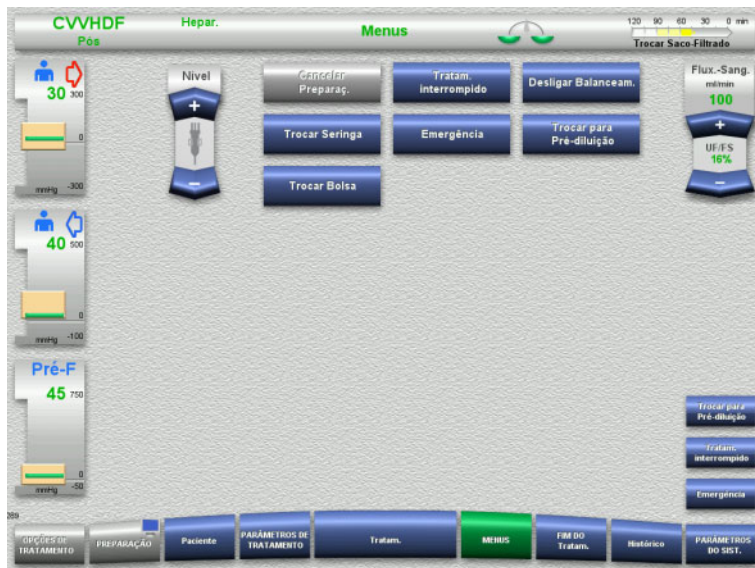 CVVHDF
Hepar.
Menus
120 90 60 30 0 min
Pós
Trocar Saco-Filtrado
30 300
0
mmHg -300
40 500
0
mmHg -100
Pré-F
45 750
0
mmHg -50
Nível
+
−
Cancelar
Preparaç.
Tratam.
interrompido
Desligar Balanceam.
Trocar Seringa
Emergência
Trocar para
Pré-diluição
Trocar Bolsa
Flux.-Sang.
ml/min
100
+
UF/FS
16%
−
Trocar para
Pré-diluição
Tratam.
interrompido
Emergência
289
OPÇÕES DE
TRATAMENTO
PREPARAÇÃO
Paciente
PARÂMETROS DE
TRATAMENTO
Tratam.
MENUS
FIM DO
Tratam.
Histórico
PARÂMETROS
DO SIST.